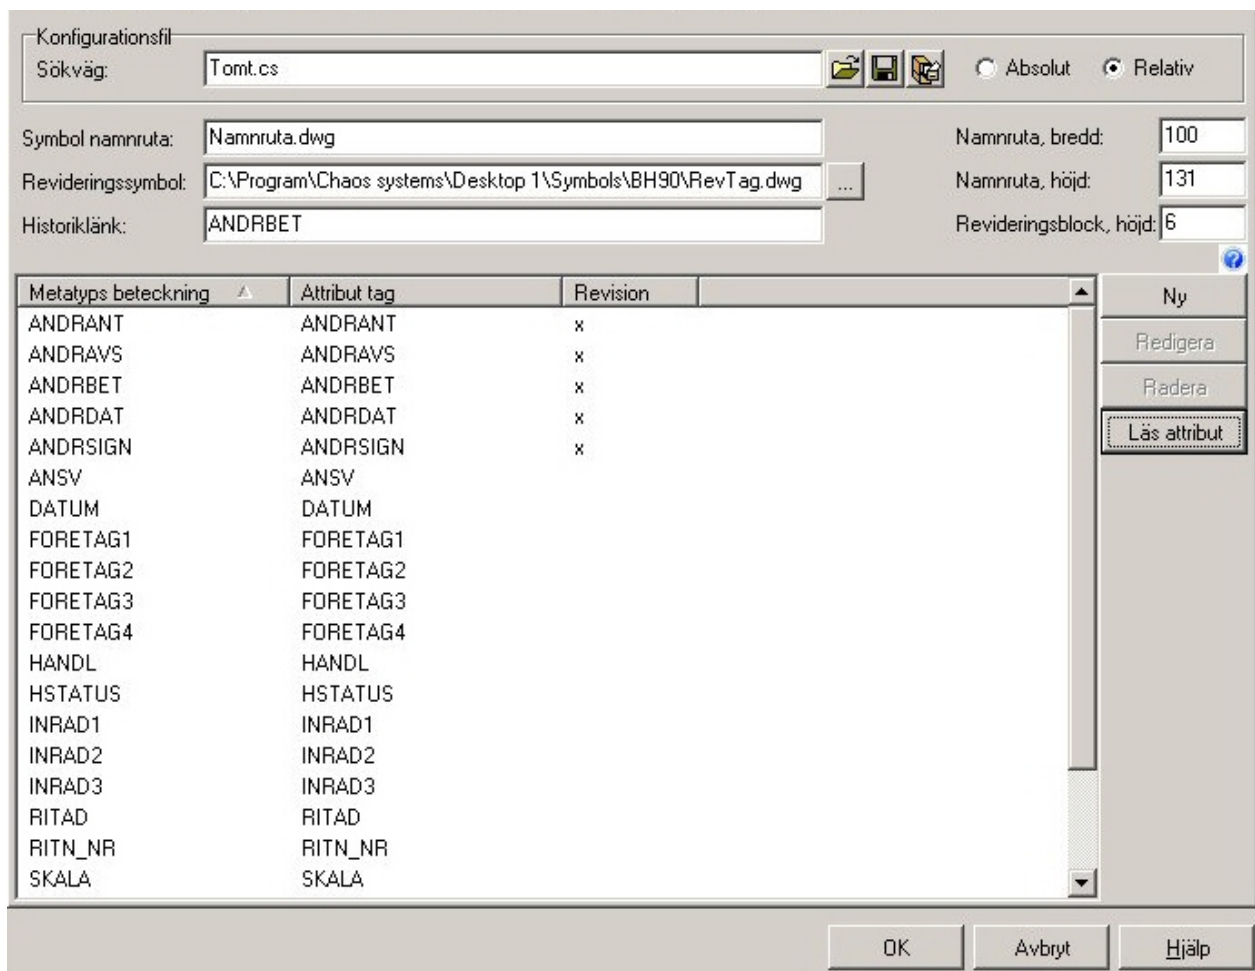 Konfigurationsfil
Sökväg: Tomt.cs Absolut Relativ
Symbol namnruta: Namnruta.dwg Namnruta, bredd: 100
Revideringssymbol: C:\Program\Chaos systems\Desktop 1\Symbols\BH90\RevTag.dwg ... Namnruta, höjd: 131
Historiklänk: ANDRBET Revideringsblock, höjd: 6
Metatyps beteckning Attribut tag Revision Ny
ANDRANT ANDRANT x
ANDRAVS ANDRAVS x Redigera
ANDRBET ANDRBET x Radera
ANDRDAT ANDRDAT x Läs attribut
ANDRSIGN ANDRSIGN x
ANSV ANSV
DATUM DATUM
FORETAG1 FORETAG1
FORETAG2 FORETAG2
FORETAG3 FORETAG3
FORETAG4 FORETAG4
HANDL HANDL
HSTATUS HSTATUS
INRAD1 INRAD1
INRAD2 INRAD2
INRAD3 INRAD3
RITAD RITAD
RITN_NR RITN_NR
SKALA SKALA
OK Avbryt Hjälp